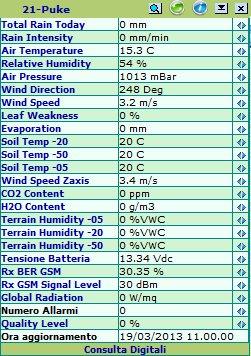 21-Puke
Total Rain Today 0 mm
Rain Intensity 0 mm/min
Air Temperature 15.3 C
Relative Humidity 54 %
Air Pressure 1013 mBar
Wind Direction 248 Deg
Wind Speed 3.2 m/s
Leaf Weakness 0 %
Evaporation 0 mm
Soil Temp -20 20 C
Soil Temp -50 20 C
Soil Temp -05 20 C
Wind Speed Zaxis 3.4 m/s
CO2 Content 0 ppm
H2O Content 0 g/m3
Terrain Humidity -05 0 %VWC
Terrain Humidity -20 0 %VWC
Terrain Humidity -50 0 %VWC
Tensione Batteria 13.34 Vdc
Rx BER GSM 30.35 %
Rx GSM Signal Level 30 dBm
Global Radiation 0 W/mq
Numero Allarmi 0
Quality Level 0 %
Ora aggiornamento 19/03/2013 11.00.00
Consulta Digitali